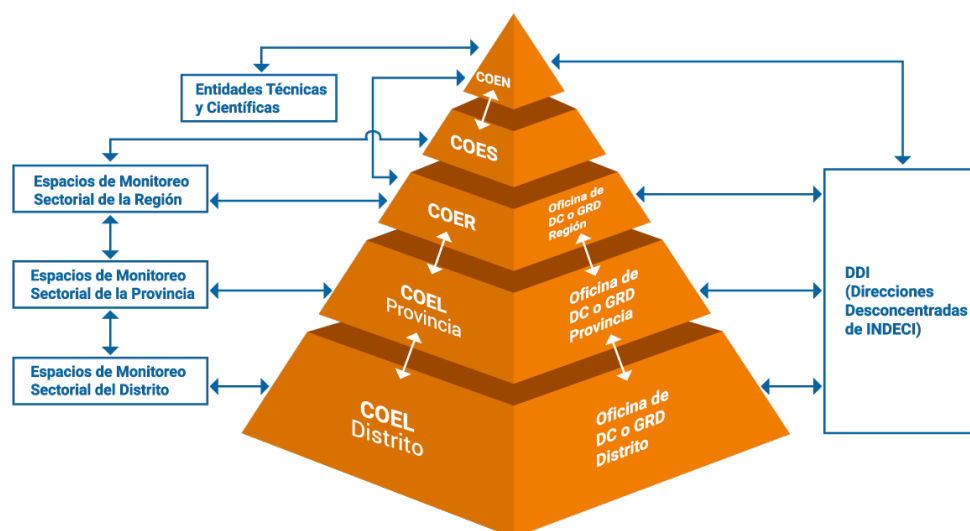 COEN
Entidades Técnicas
y Científicas
COES
Espacios de Monitoreo
Sectorial de la Región
COER
Oficina de
DC o GRD
Región
Espacios de Monitoreo
Sectorial de la Provincia
COEL
Provincia
Oficina de
DC o GRD
Provincia
DDI
(Direcciones
Desconcentradas
de INDECI)
Espacios de Monitoreo
Sectorial del Distrito
COEL
Distrito
Oficina de
DC o GRD
Distrito